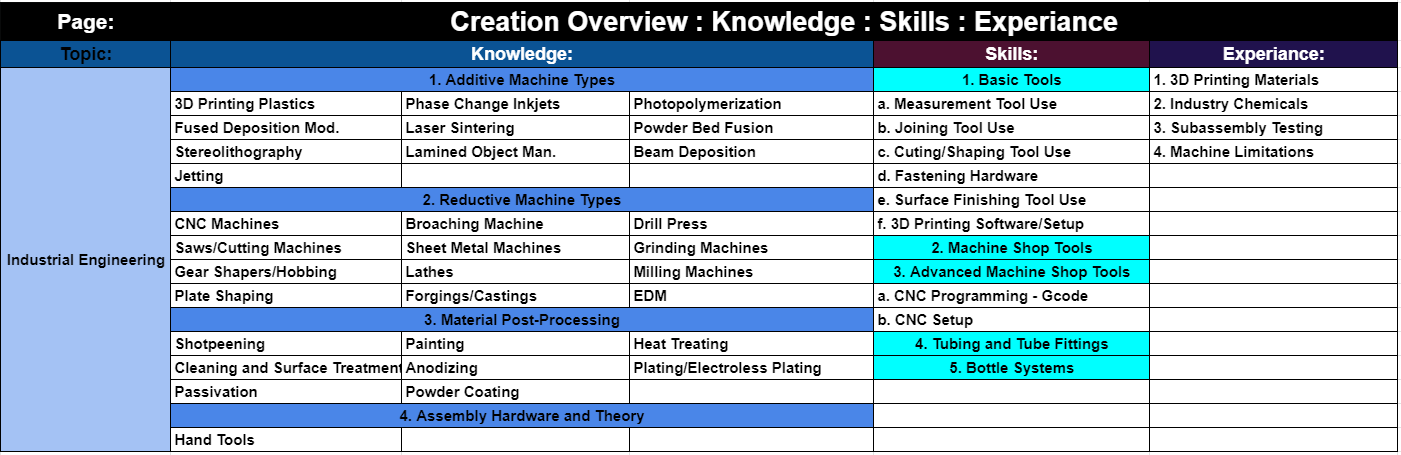 Page: Creation Overview : Knowledge : Skills : Experiance
Topic: Knowledge: Skills: Experiance:
Industrial Engineering
1. Additive Machine Types 1. Basic Tools 1. 3D Printing Materials
3D Printing Plastics Phase Change Inkjets Photopolymerization a. Measurement Tool Use 2. Industry Chemicals
Fused Deposition Mod. Laser Sintering Powder Bed Fusion b. Joining Tool Use 3. Subassembly Testing
Stereolithography Lamined Object Man. Beam Deposition c. Cuting/Shaping Tool Use 4. Machine Limitations
Jetting d. Fastening Hardware
2. Reductive Machine Types e. Surface Finishing Tool Use
CNC Machines Broaching Machine Drill Press f. 3D Printing Software/Setup
Saws/Cutting Machines Sheet Metal Machines Grinding Machines 2. Machine Shop Tools
Gear Shapers/Hobbing Lathes Milling Machines 3. Advanced Machine Shop Tools
Plate Shaping Forgings/Castings EDM a. CNC Programming - Gcode
3. Material Post-Processing b. CNC Setup
Shotpeening Painting Heat Treating 4. Tubing and Tube Fittings
Cleaning and Surface Treatment Anodizing Plating/Electroless Plating 5. Bottle Systems
Passivation Powder Coating
4. Assembly Hardware and Theory
Hand Tools